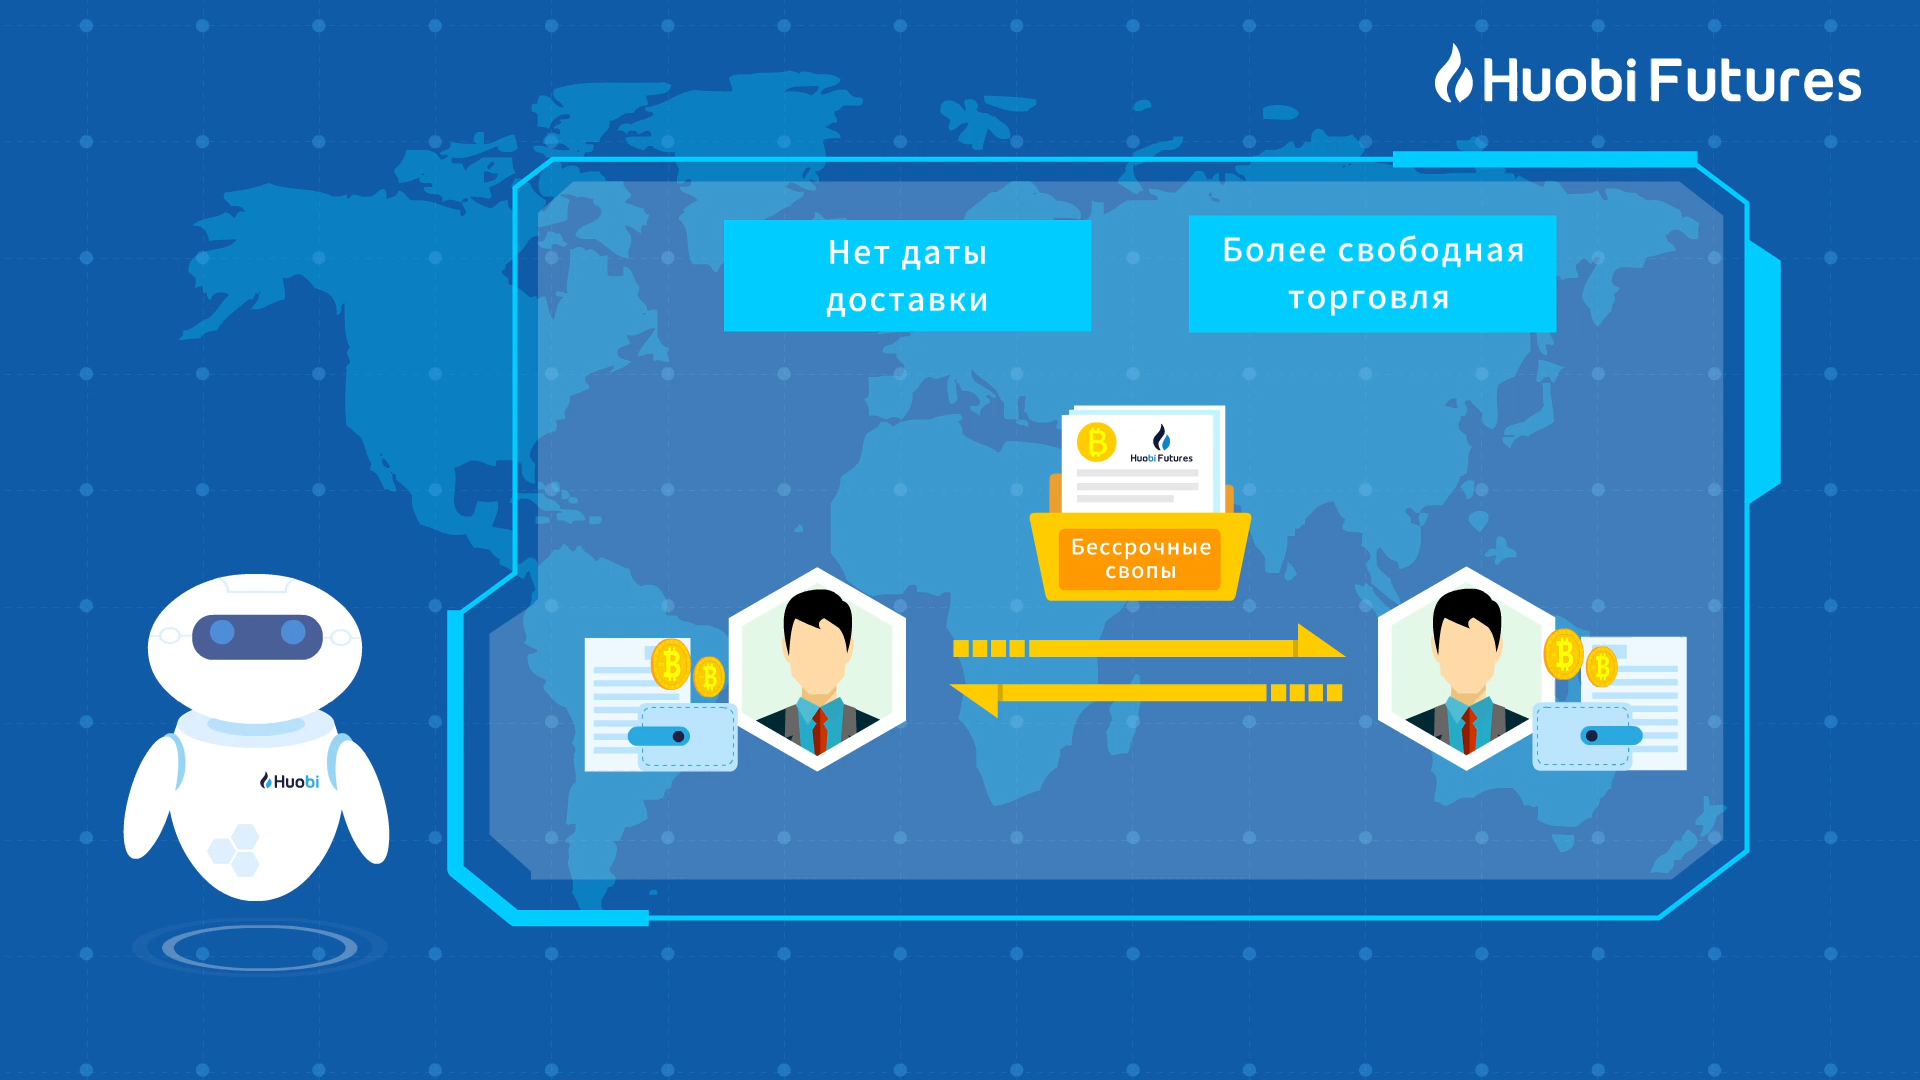 Huobi Futures
Нет даты
доставки
Более свободная
торговля
Huobi Futures
Бессрочные
свопы
Huobi